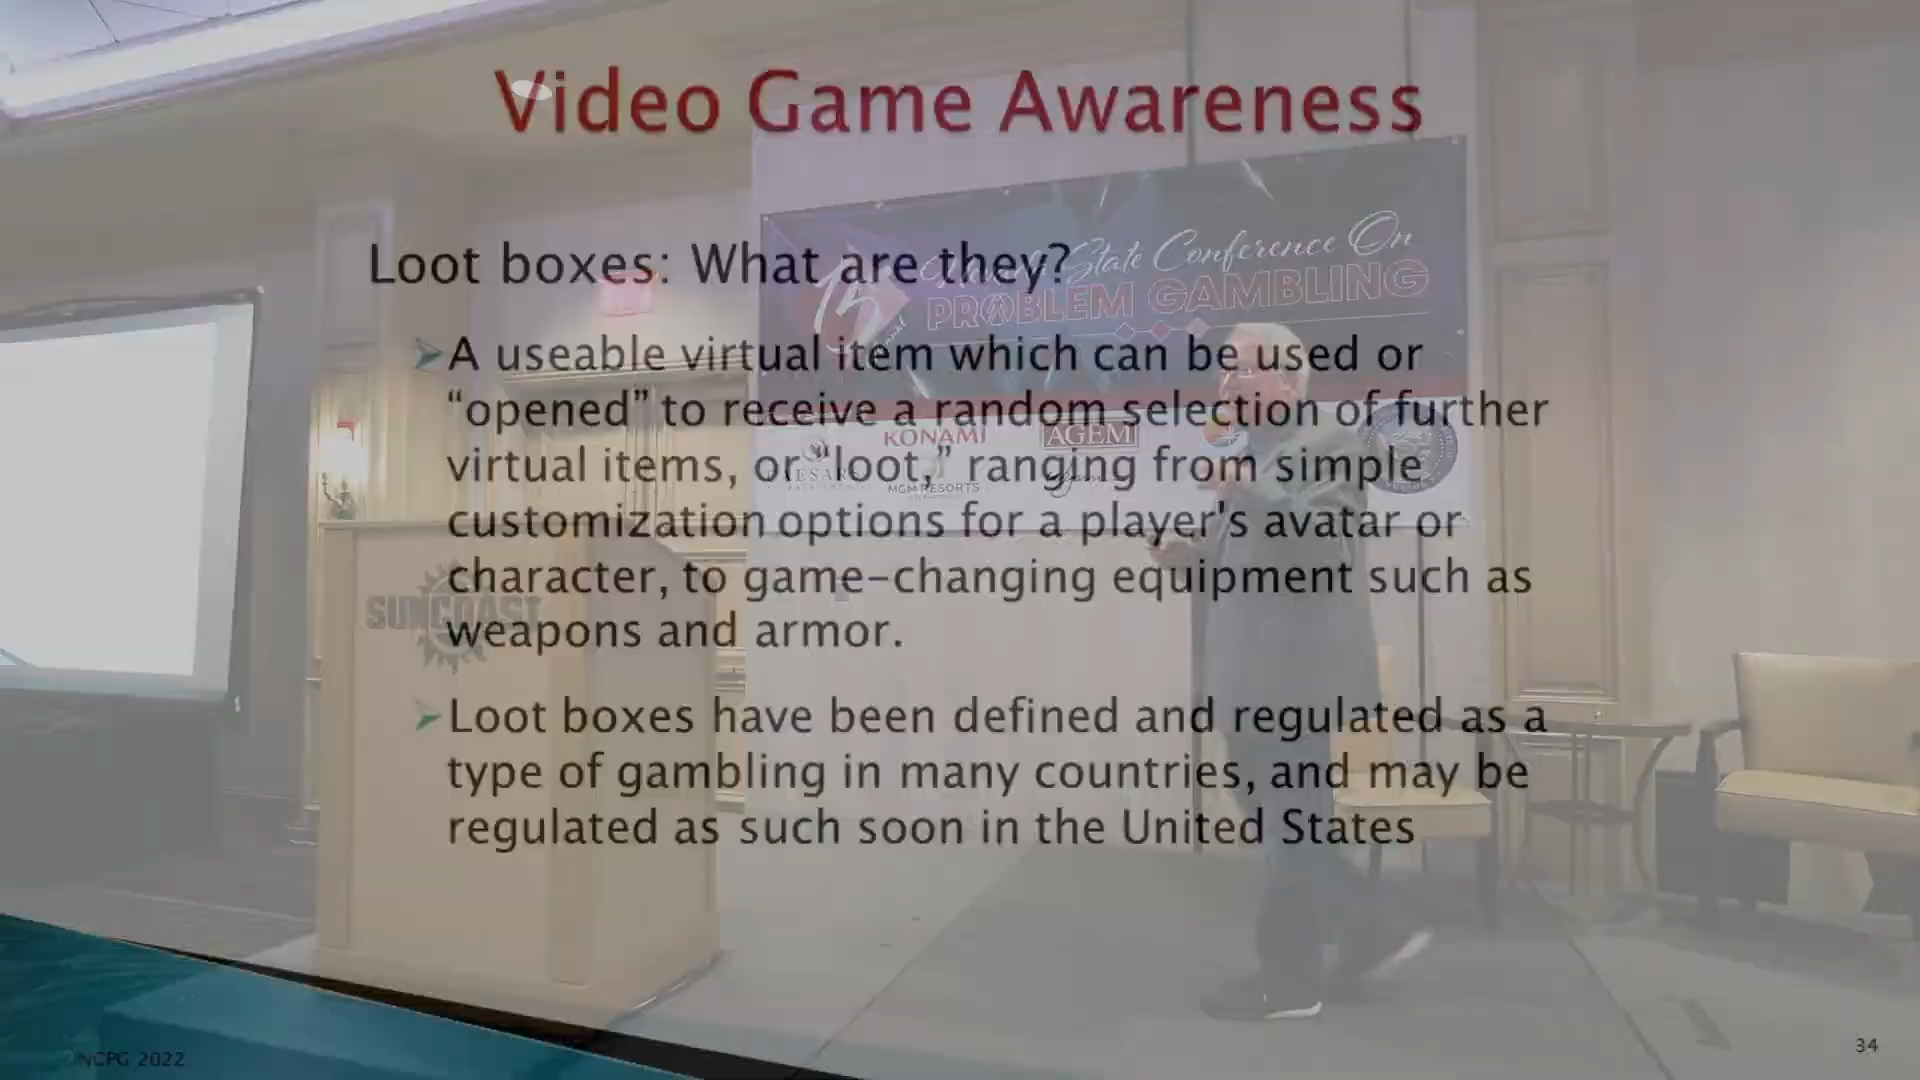 Video Game Awareness
Loot boxes: What are they?
State Conference On
PROBLEM GAMBLING
A useable virtual item which can be used or
“opened” to receive a random selection of further
virtual items, or “loot,” ranging from simple
customization options for a player's avatar or
character, to game-changing equipment such as
weapons and armor.
KONAMI
AGEM
MGM RESORTS
SUNCOAST
Loot boxes have been defined and regulated as a
type of gambling in many countries, and may be
regulated as such soon in the United States
NCPG 2022
34